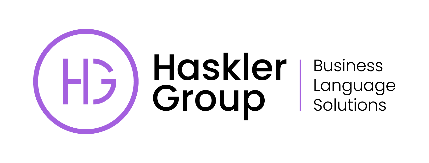 HG
Haskler
Group
Business
Language
Solutions